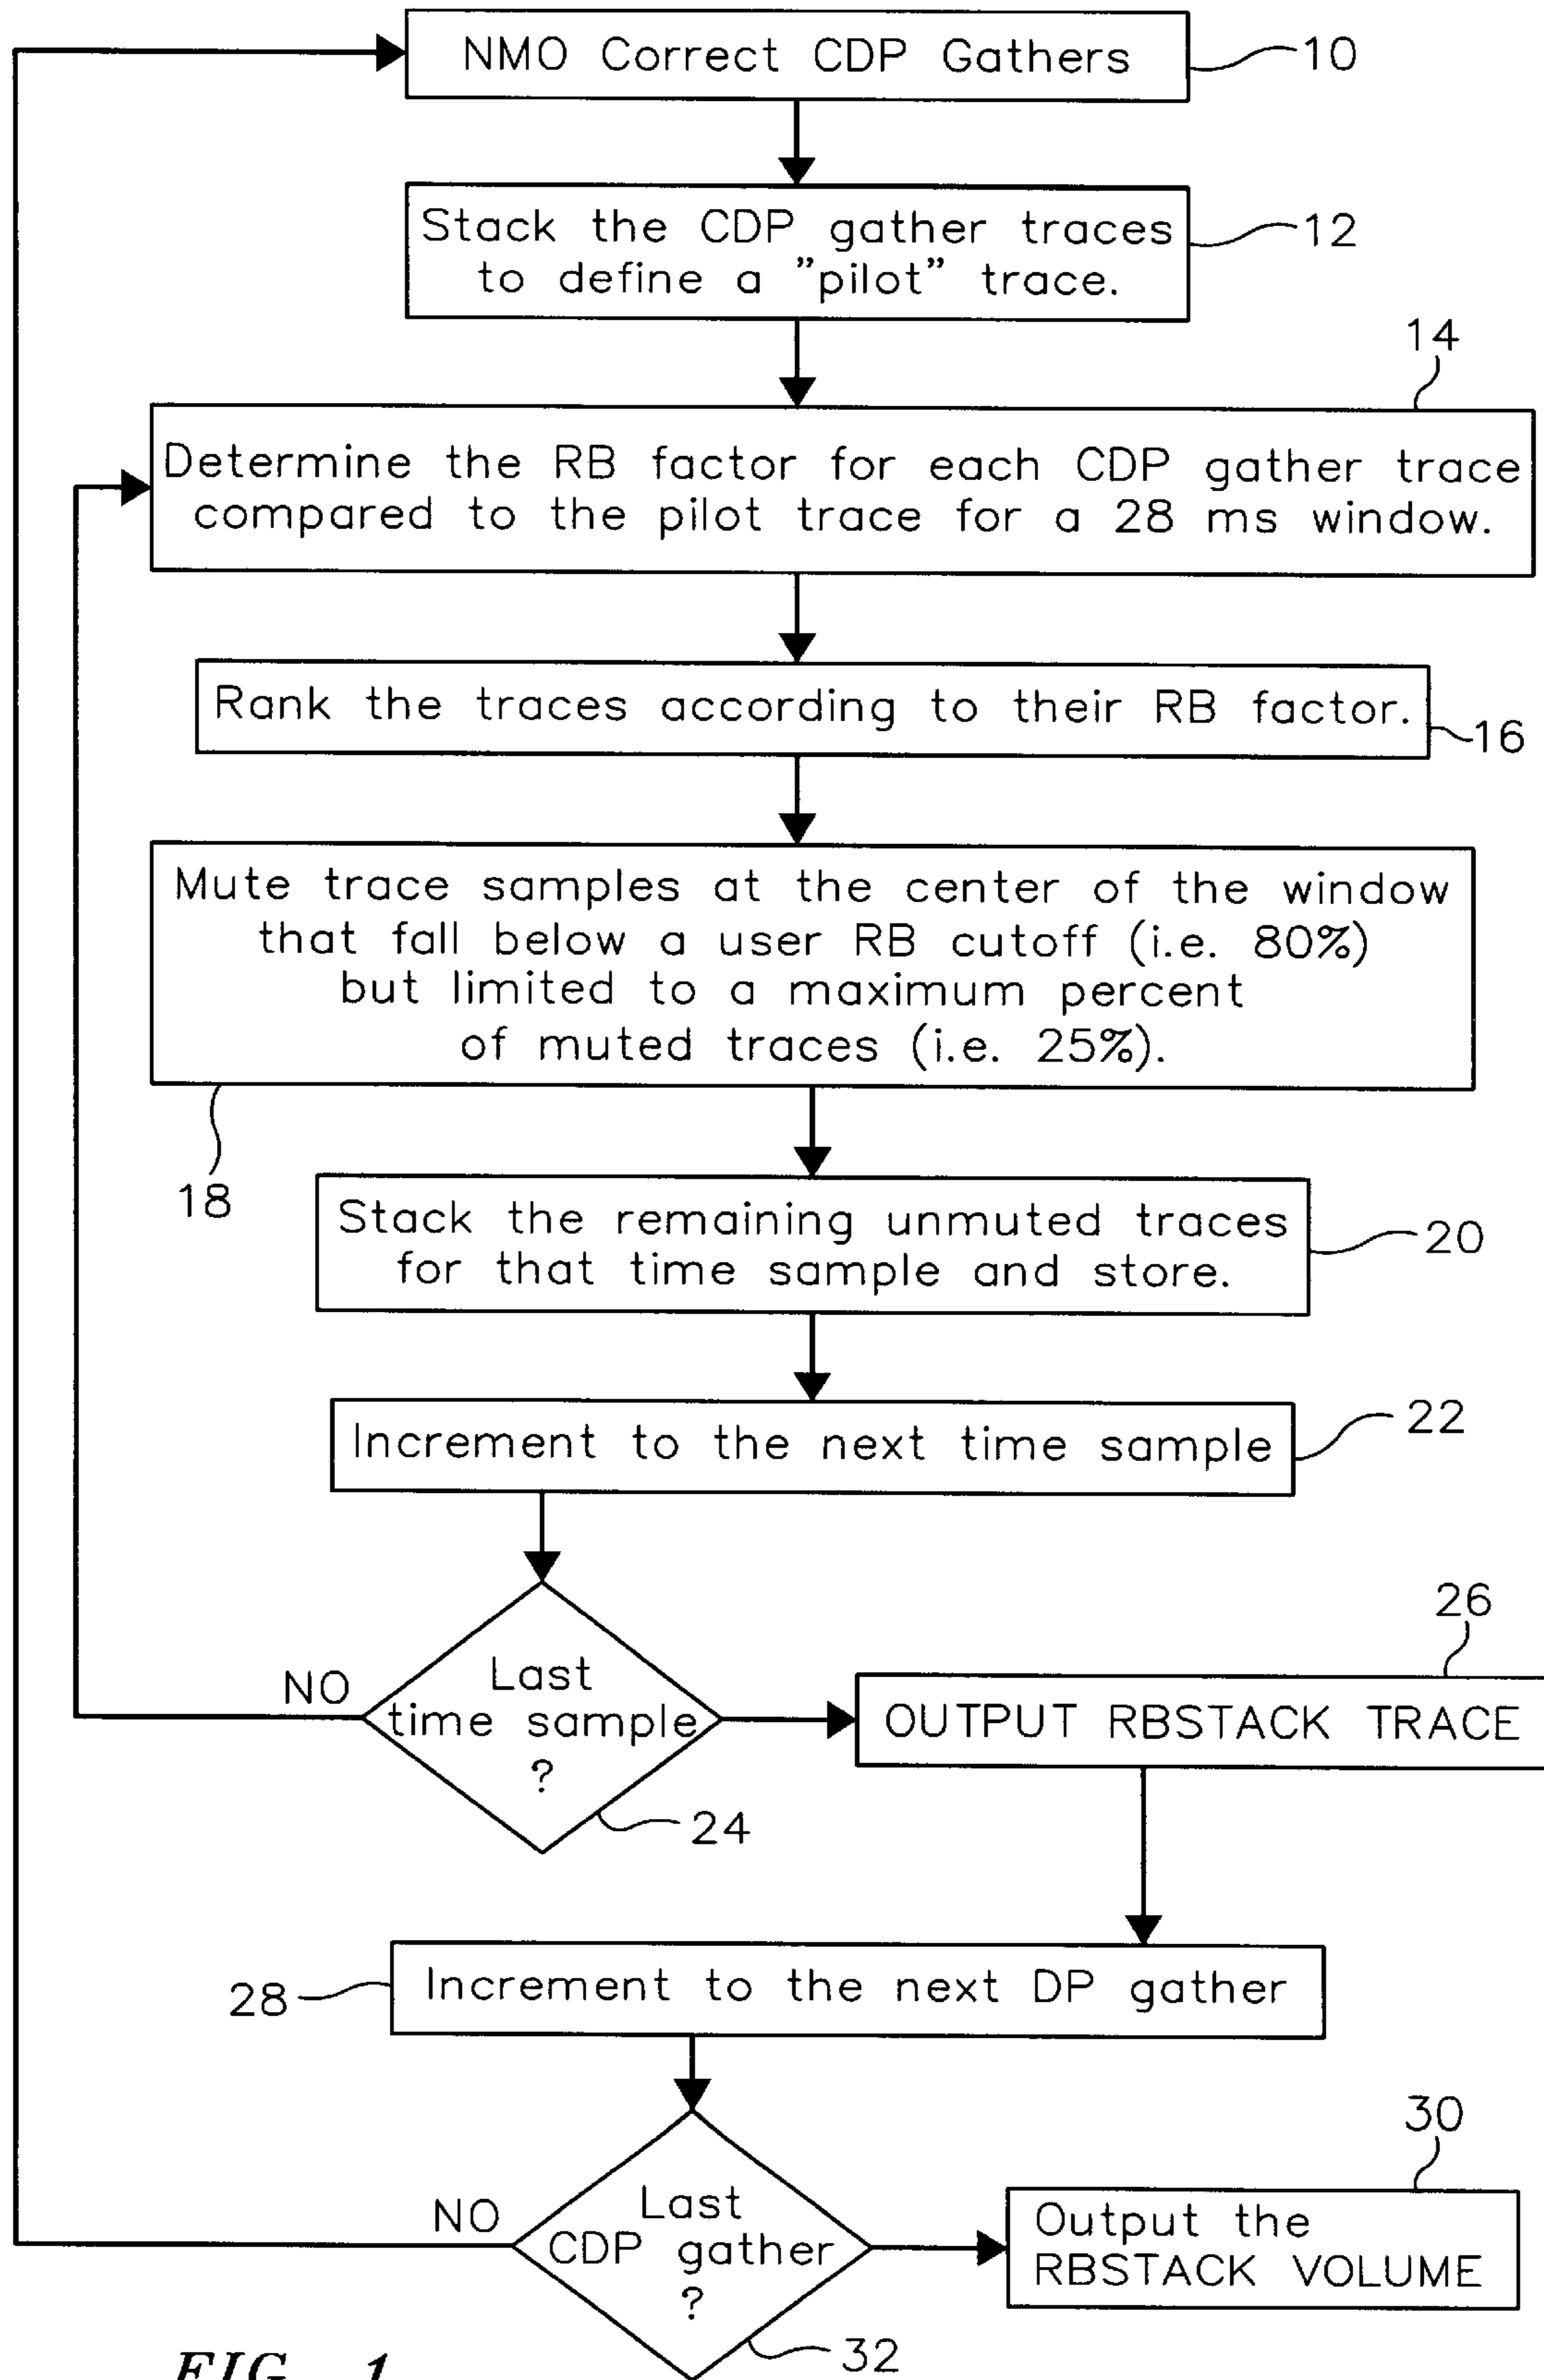 NMO Correct CDP Gathers
10
Stack the CDP gather traces
to define a "pilot" trace.
12
14
Determine the RB factor for each CDP gather trace
compared to the pilot trace for a 28 ms window.
Rank the traces according to their RB factor.
16
Mute trace samples at the center of the window
that fall below a user RB cutoff (i.e. 80%)
but limited to a maximum percent
of muted traces (i.e. 25%).
18
Stack the remaining unmuted traces
for that time sample and store.
20
Increment to the next time sample
22
26
NO
Last
time sample
?
OUTPUT RBSTACK TRACE
24
28
Increment to the next DP gather
30
NO
Last
CDP gather
?
Output the
RBSTACK VOLUME
32
FIG. 1